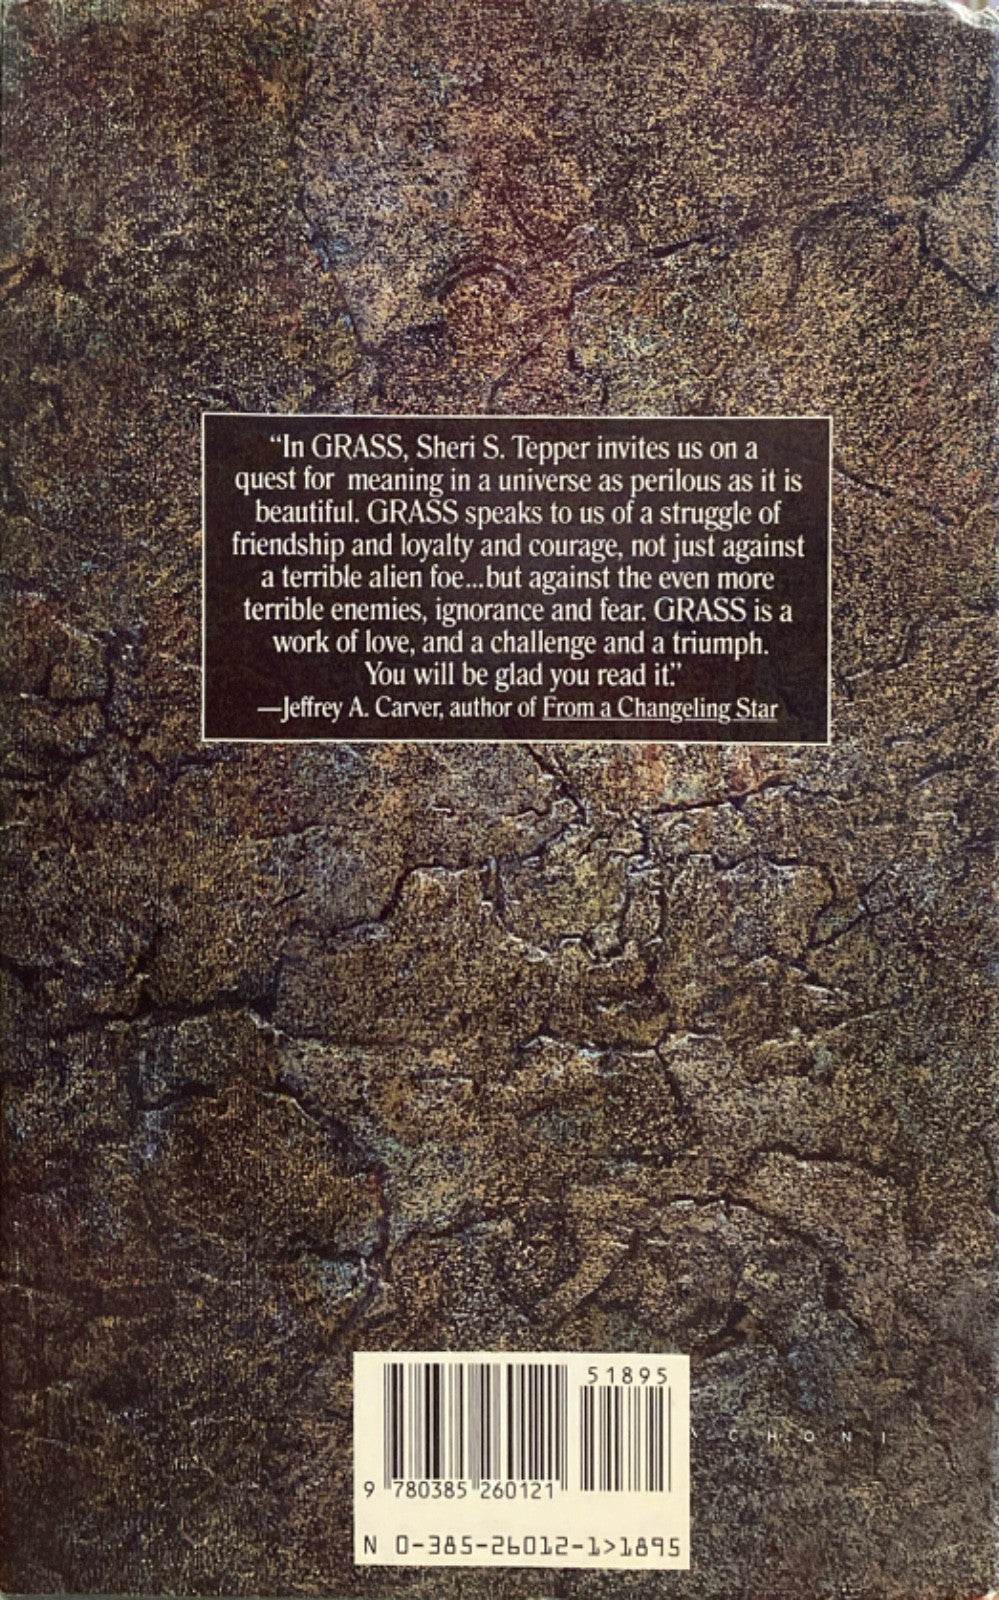 “In GRASS, Sheri S. Tepper invites us on a
quest for meaning in a universe as perilous as it is
beautiful. GRASS speaks to us of a struggle of
friendship and loyalty and courage, not just against
a terrible alien foe...but against the even more
terrible enemies, ignorance and fear. GRASS is a
work of love, and a challenge and a triumph.
You will be glad you read it.”
—Jeffrey A. Carver, author of From a Changeling Star
51895
9 780385 260121
N 0-385-26012-1>1895